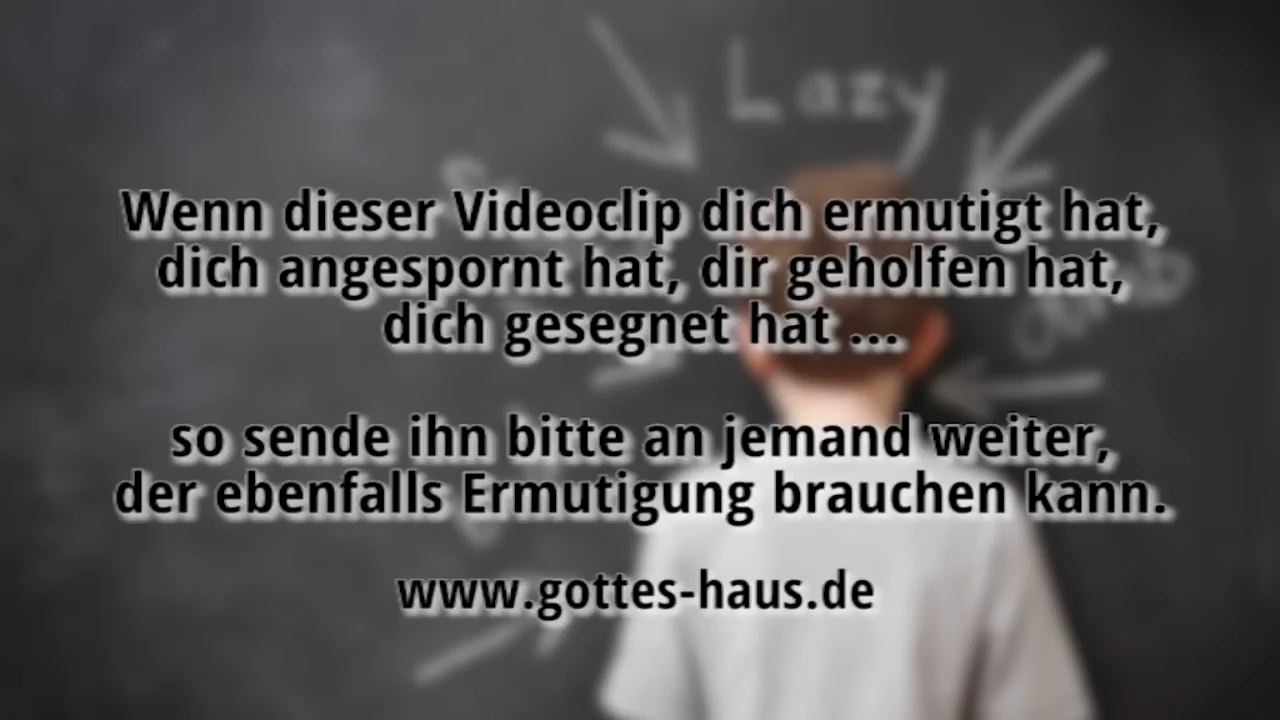 Lazy
Wenn dieser Videoclip dich ermutigt hat,
dich angespornt hat, dir geholfen hat,
dich gesegnet hat ...
so sende ihn bitte an jemand weiter,
der ebenfalls Ermutigung brauchen kann.
www.gottes-haus.de